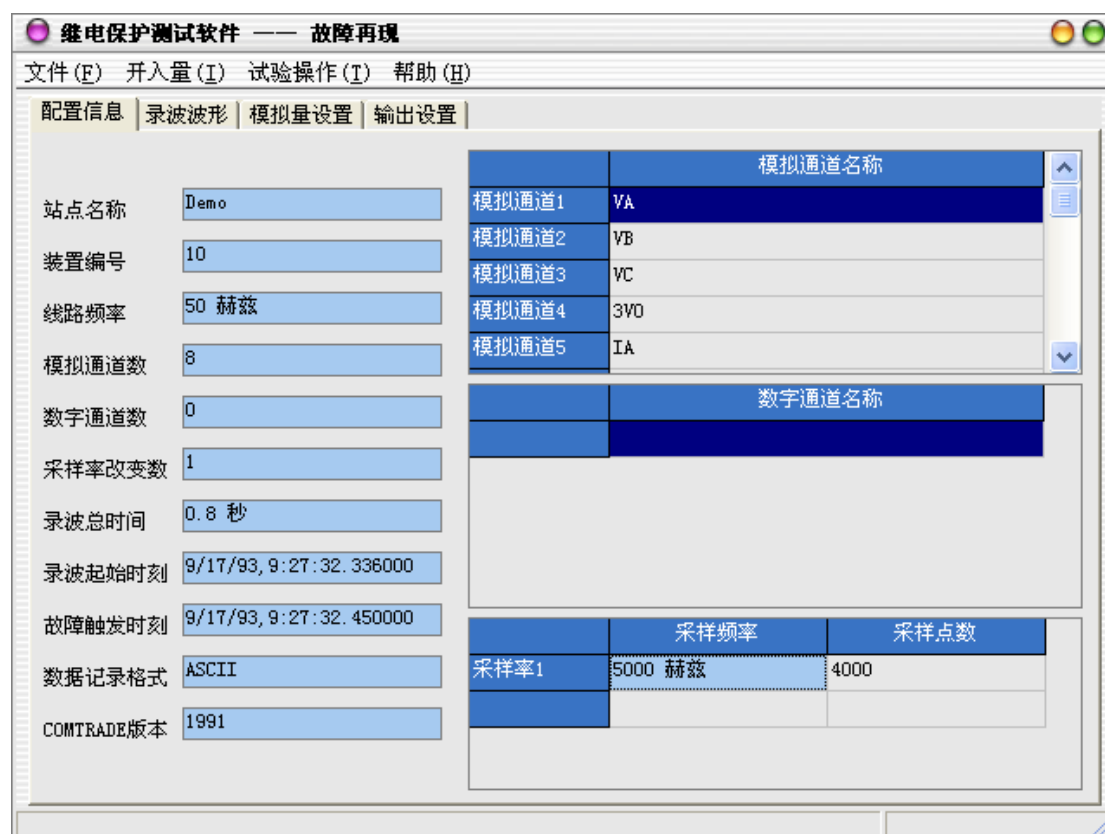 继电保护测试软件 —— 故障再现
文件(F) 开入量(I) 试验操作(T) 帮助(H)
配置信息 录波波形 模拟量设置 输出设置
站点名称 Demo
装置编号 10
线路频率 50 赫兹
模拟通道数 8
数字通道数 0
采样率改变数 1
录波总时间 0.8 秒
录波起始时刻 9/17/93,9:27:32.336000
故障触发时刻 9/17/93,9:27:32.450000
数据记录格式 ASCII
COMTRADE版本 1991
模拟通道名称
模拟通道1 VA
模拟通道2 VB
模拟通道3 VC
模拟通道4 3V0
模拟通道5 IA
数字通道名称
采样频率 采样点数
采样率1 5000 赫兹 4000